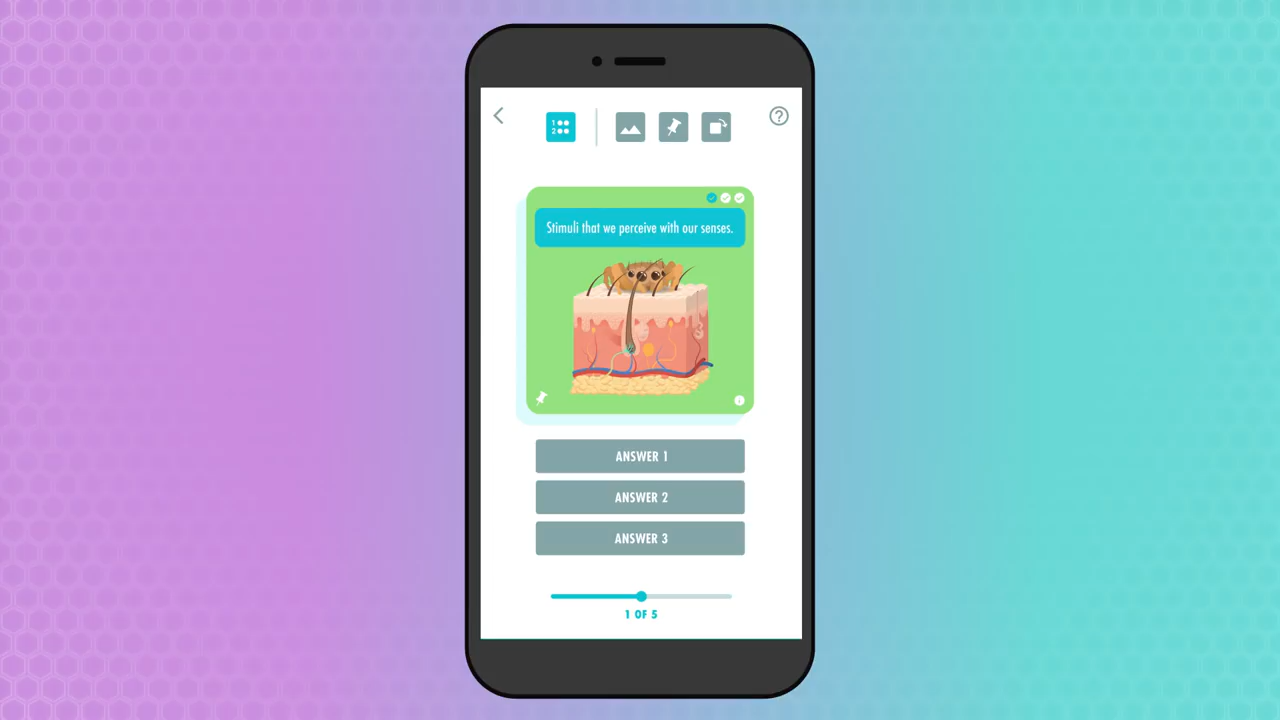 Stimuli that we perceive with our senses.
ANSWER 1
ANSWER 2
ANSWER 3
1 OF 5